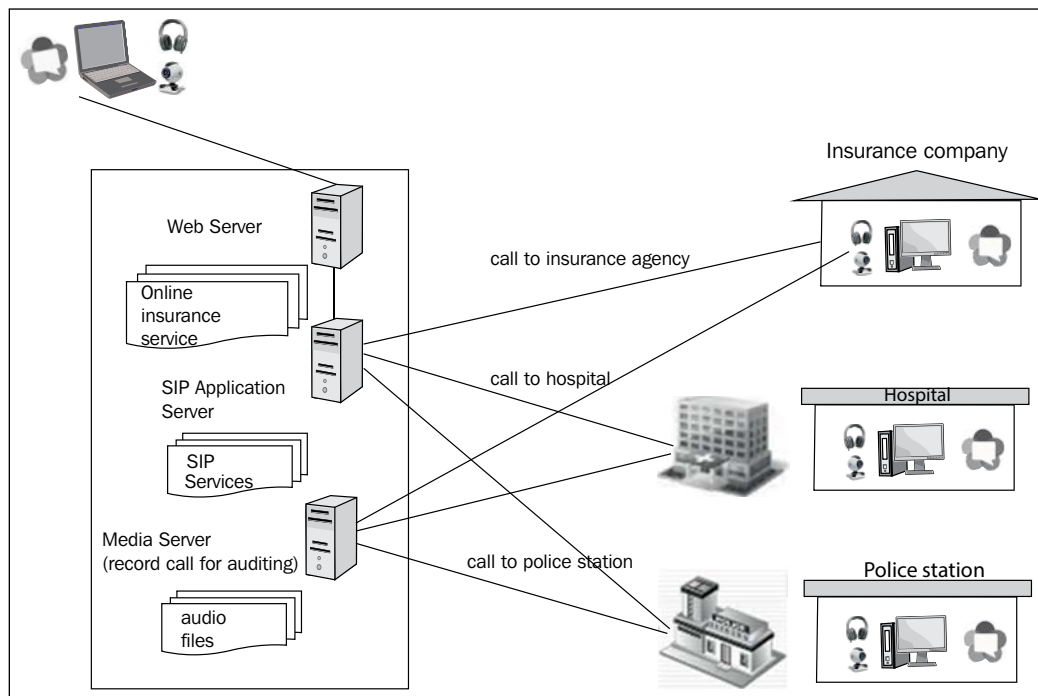 Insurance company
Web Server
call to insurance agency
Online
insurance
service
call to hospital
SIP Application
Server
Hospital
SIP
Services
Media Server
(record call for auditing)
call to police station
Police station
audio
files